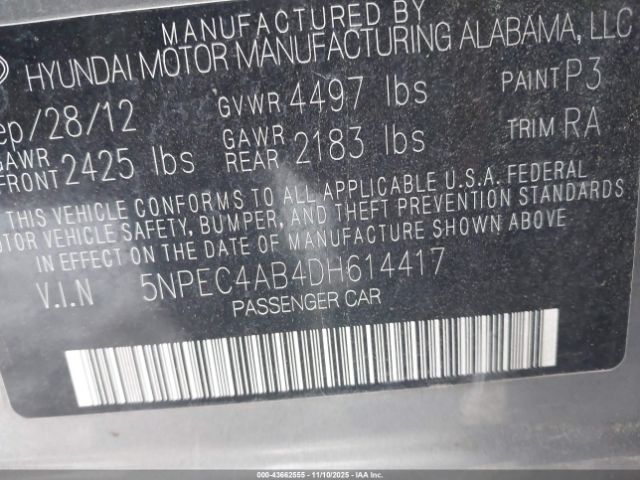 MANUFACTURED BY
HYUNDAI MOTOR MANUFACTURING ALABAMA, LLC
ep/28/12 GVWR 4497 lbs PAINT P3
GAWR FRONT 2425 lbs GAWR REAR 2183 lbs TRIM RA
THIS VEHICLE CONFORMS TO ALL APPLICABLE U.S.A. FEDERAL
OTOR VEHICLE SAFETY, BUMPER, AND THEFT PREVENTION STANDARDS
IN EFFECT ON THE DATE OF MANUFACTURE SHOWN ABOVE
V.I.N 5NPEC4AB4DH614417
PASSENGER CAR
000-43662555 - 11/10/2025 - IAAI.COM